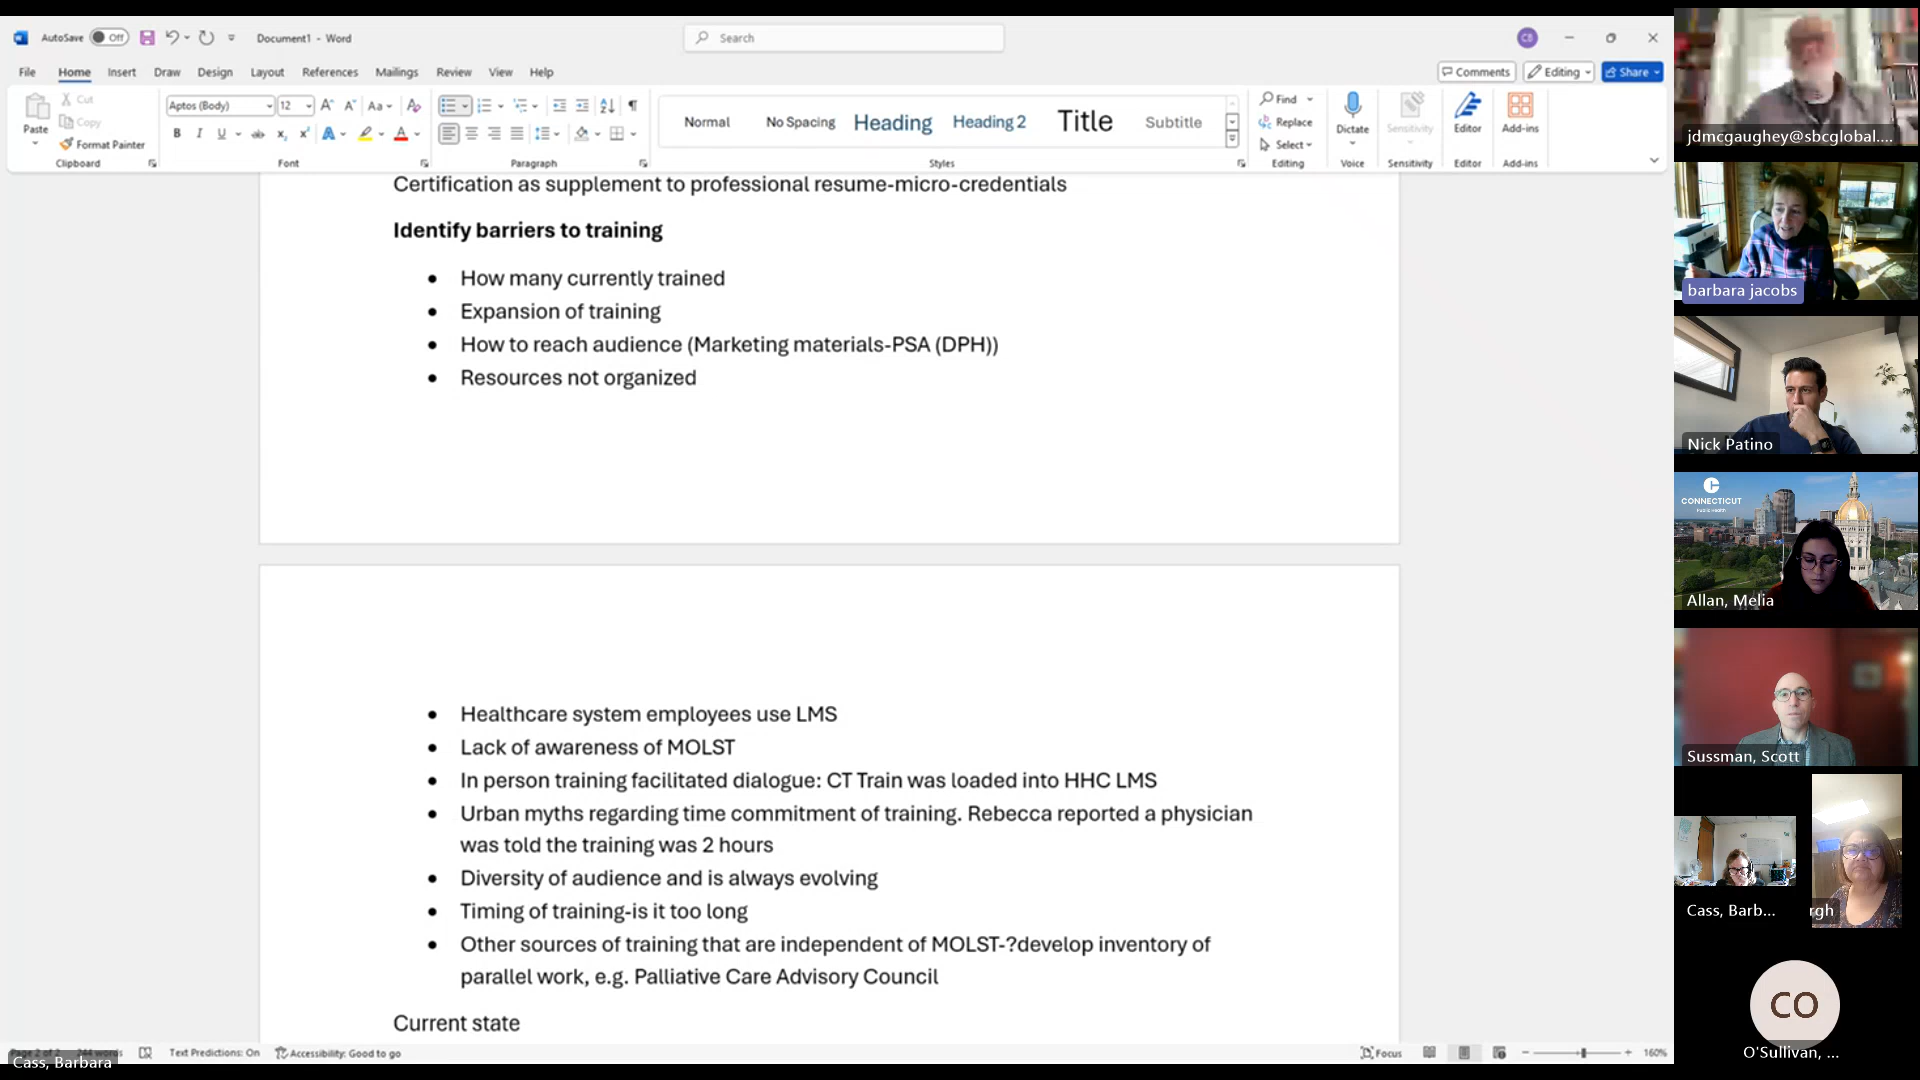 AutoSave Off Document1 - Word Search CB
File Home Insert Draw Design Layout References Mailings Review View Help Comments Editing Share
Paste Cut Copy Format Painter
Aptos (Body) 12
Normal No Spacing Heading Heading 2 Title Subtitle
Find Replace Select
Dictate Sensitivity Editor Add-ins
Clipboard Font Paragraph Styles Editing Voice Sensitivity Editor Add-ins
Certification as supplement to professional resume-micro-credentials
Identify barriers to training
• How many currently trained
• Expansion of training
• How to reach audience (Marketing materials-PSA (DPH))
• Resources not organized
• Healthcare system employees use LMS
• Lack of awareness of MOLST
• In person training facilitated dialogue: CT Train was loaded into HHC LMS
• Urban myths regarding time commitment of training. Rebecca reported a physician
was told the training was 2 hours
• Diversity of audience and is always evolving
• Timing of training-is it too long
• Other sources of training that are independent of MOLST-?develop inventory of
parallel work, e.g. Palliative Care Advisory Council
Current state
Page 2 of 2 244 words Text Predictions: On Accessibility: Good to go Focus 160%
Cass, Barbara
jdmcgaughey@sbcglobal....
barbara jacobs
Nick Patino
CONNECTICUT
Public Health
Allan, Melia
Sussman, Scott
Cass, Barb...
rgh
CO
O'Sullivan, ...